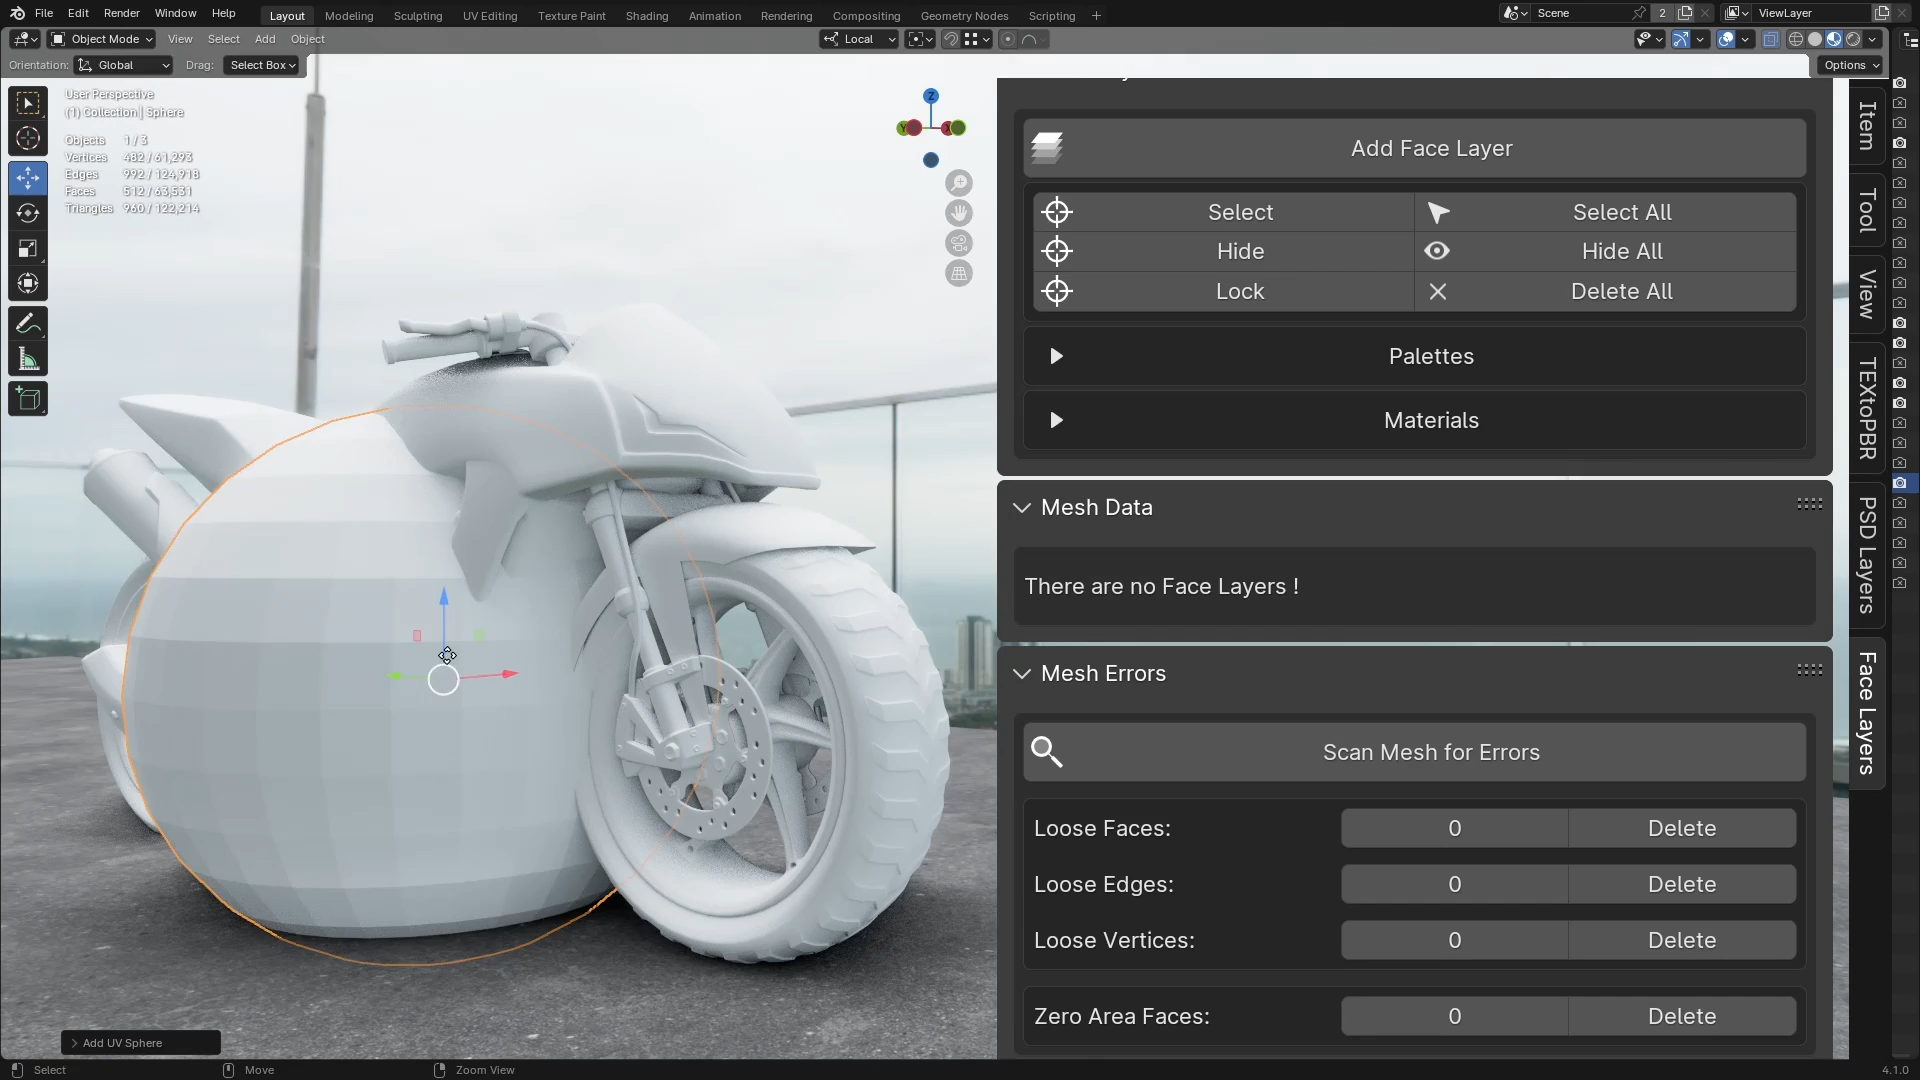 File Edit Render Window Help Layout Modeling Sculpting UV Editing Texture Paint Shading Animation Rendering Compositing Geometry Nodes Scripting + Scene 2 ViewLayer
Object Mode View Select Add Object Local
Orientation: Global Drag: Select Box Options
User Perspective
(1) Collection | Sphere
Objects 1 / 3
Vertices 482 / 61,293
Edges 992 / 124,918
Faces 512 / 63,531
Triangles 960 / 122,214
Z
Y
X
Add Face Layer
Select Select All
Hide Hide All
Lock Delete All
Palettes
Materials
Mesh Data
There are no Face Layers !
Mesh Errors
Scan Mesh for Errors
Loose Faces: 0 Delete
Loose Edges: 0 Delete
Loose Vertices: 0 Delete
Zero Area Faces: 0 Delete
Item
Tool
View
TEXtoPBR
PSD Layers
Face Layers
Add UV Sphere
Select Move Zoom View 4.1.0